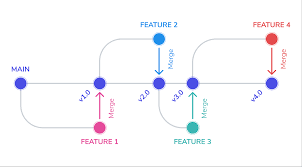 FEATURE 2
FEATURE 4
MAIN
Merge
Merge
v1.0
v2.0
v3.0
v4.0
Merge
Merge
FEATURE 1
FEATURE 3